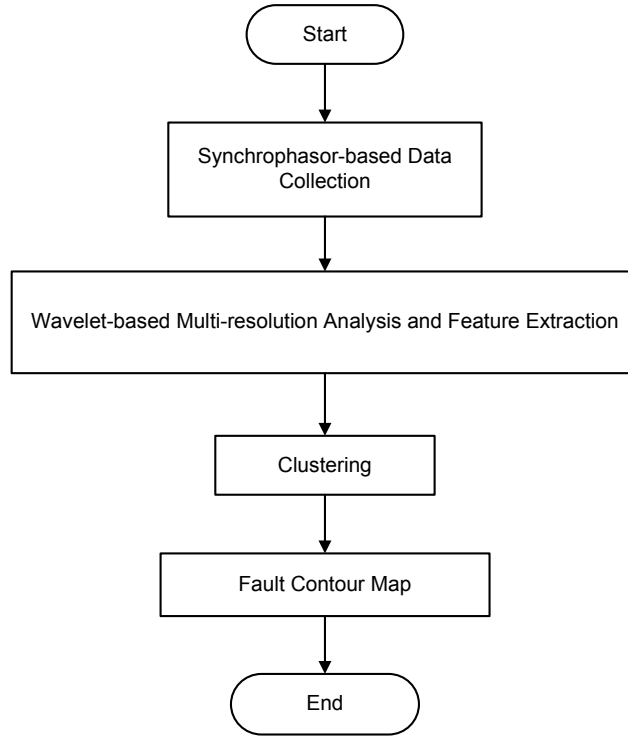 Start
Synchrophasor-based Data
Collection
Wavelet-based Multi-resolution Analysis and Feature Extraction
Clustering
Fault Contour Map
End